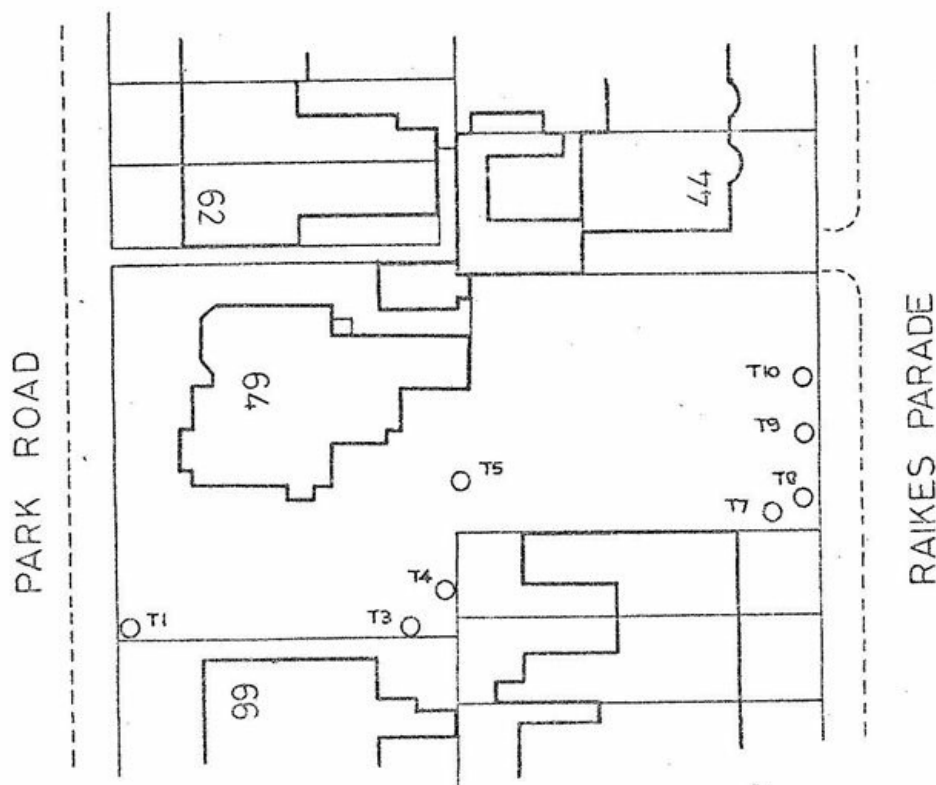 62
44
PARK ROAD
64
RAIKES PARADE
T10
T9
T5
T8
T7
T4
T1
T3
66